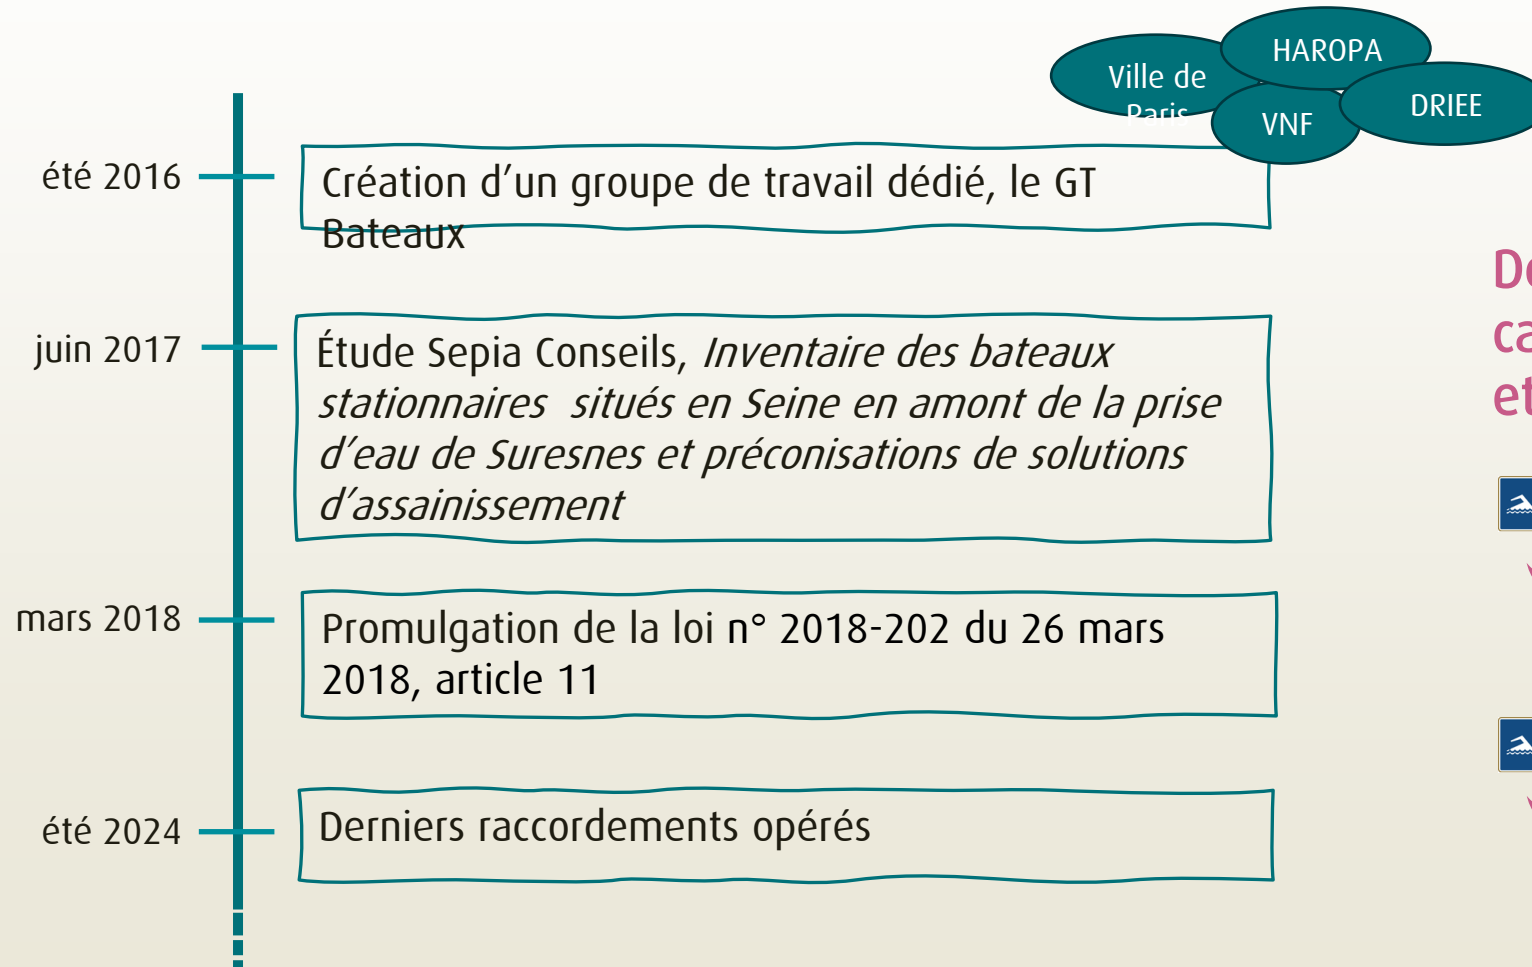 HAROPA
Ville de
Paris
VNF
DRIEE
été 2016
Création d’un groupe de travail dédié, le GT
Bateaux
juin 2017
Étude Sepia Conseils, Inventaire des bateaux
stationnaires situés en Seine en amont de la prise
d’eau de Suresnes et préconisations de solutions
d’assainissement
mars 2018
Promulgation de la loi n° 2018-202 du 26 mars
2018, article 11
été 2024
Derniers raccordements opérés